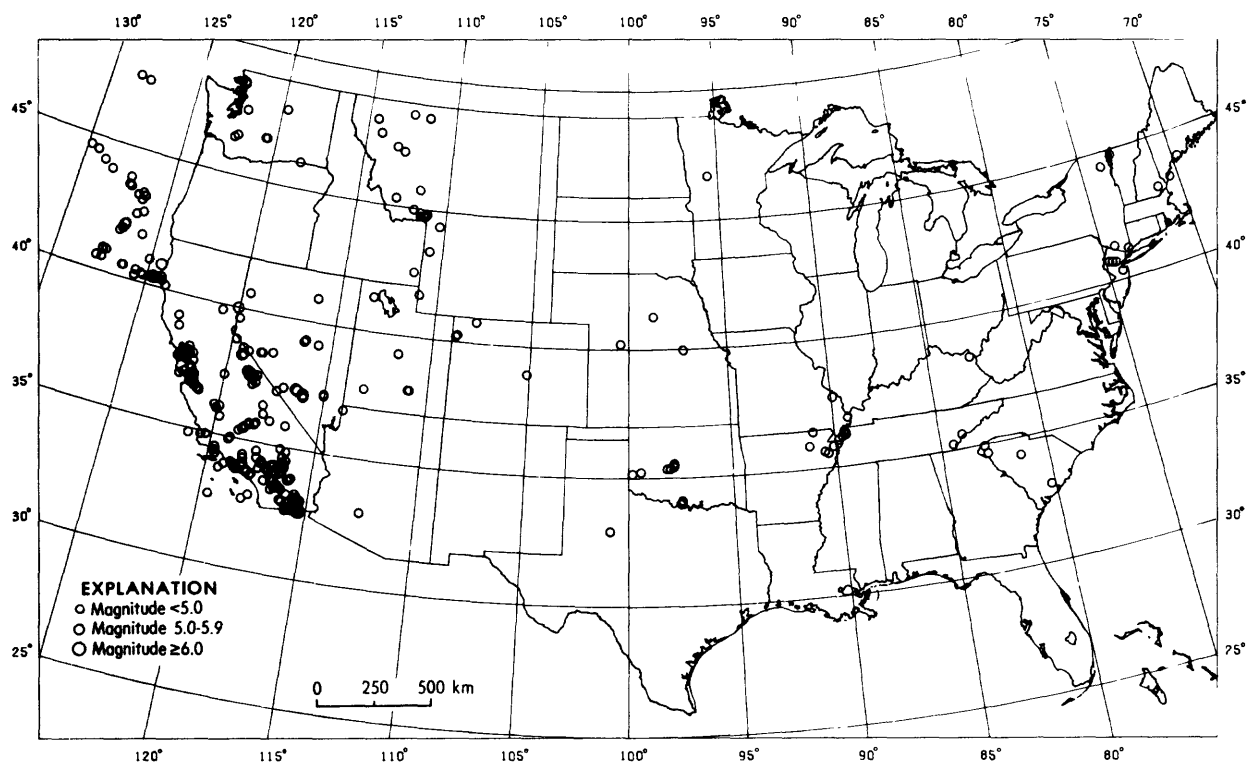 130° 125° 120° 115° 110° 105° 100° 95° 90° 85° 80° 75° 70°
45° 45°
40° 40°
35° 35°
30° 30°
EXPLANATION
Magnitude <5.0
Magnitude 5.0-5.9
Magnitude ≥6.0
25° 25°
0 250 500 km
120° 115° 110° 105° 100° 95° 90° 85° 80°